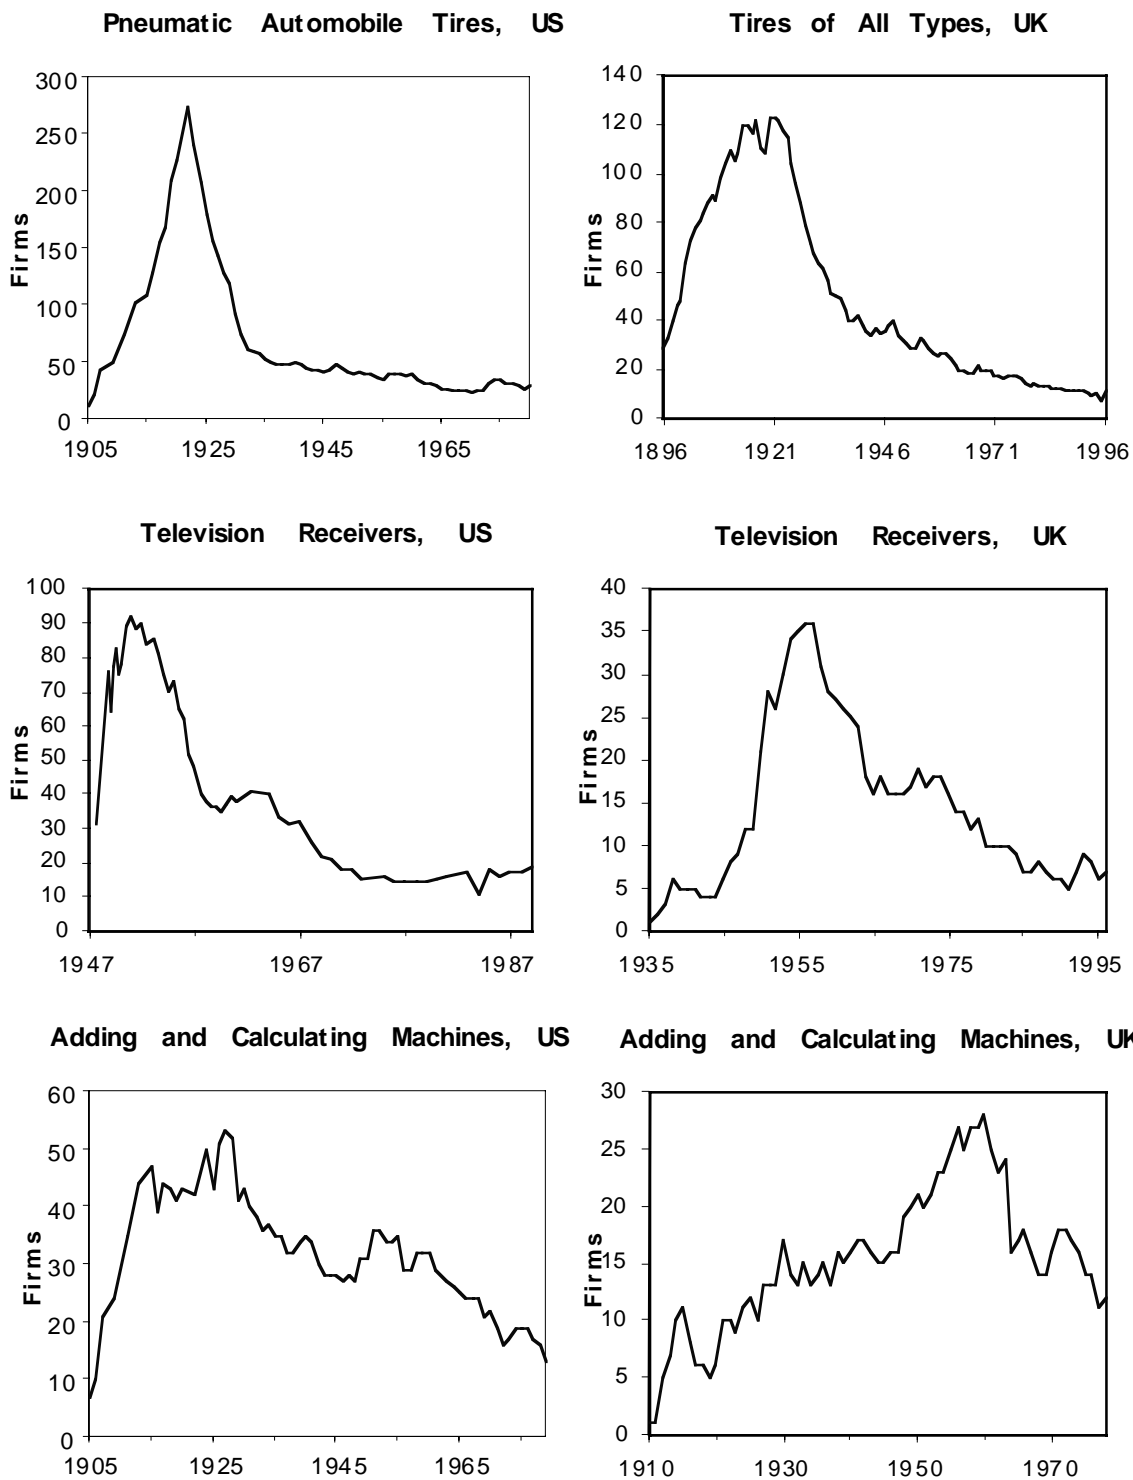 Pneumatic Automobile Tires, US
Firms
300
250
200
150
100
50
0
1905 1925 1945 1965
Tires of All Types, UK
Firms
140
120
100
80
60
40
20
0
1896 1921 1946 1971 1996
Television Receivers, US
Firms
100
90
80
70
60
50
40
30
20
10
0
1947 1967 1987
Television Receivers, UK
Firms
40
35
30
25
20
15
10
5
0
1935 1955 1975 1995
Adding and Calculating Machines, US
Firms
60
50
40
30
20
10
0
1905 1925 1945 1965
Adding and Calculating Machines, UK
Firms
30
25
20
15
10
5
0
1910 1930 1950 1970